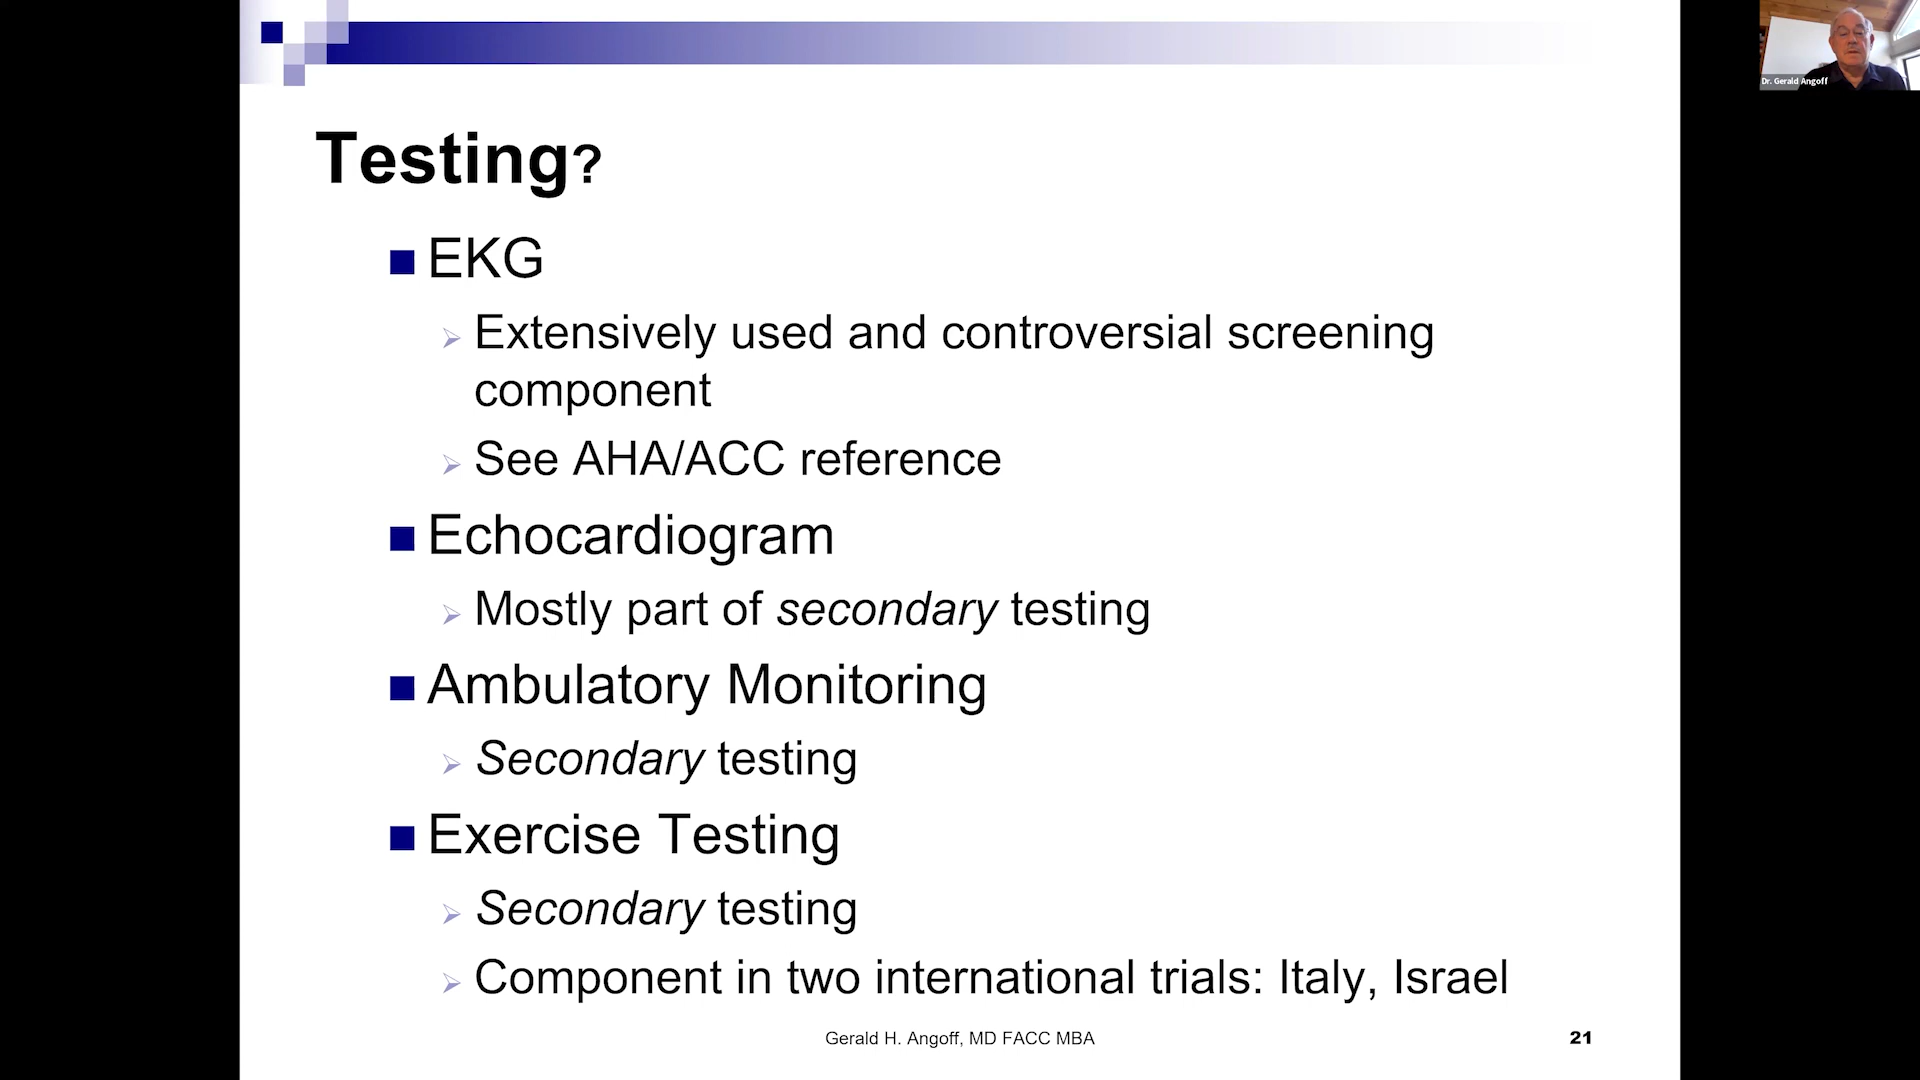 Dr. Gerald Angoff
Testing?
EKG
Extensively used and controversial screening
component
See AHA/ACC reference
Echocardiogram
Mostly part of secondary testing
Ambulatory Monitoring
Secondary testing
Exercise Testing
Secondary testing
Component in two international trials: Italy, Israel
Gerald H. Angoff, MD FACC MBA
21